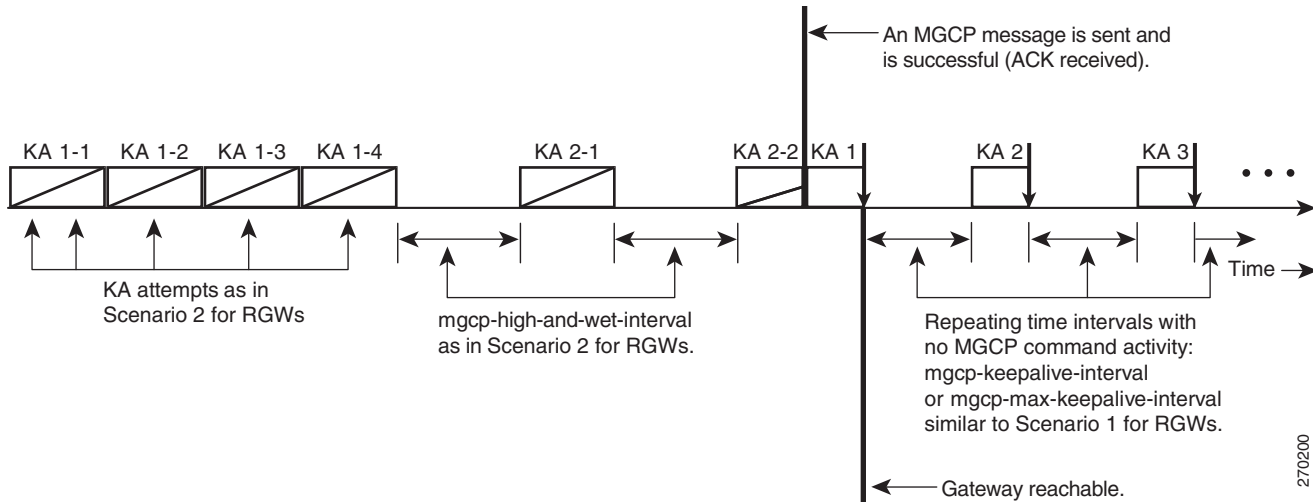 An MGCP message is sent and
is successful (ACK received).
KA 1-1
KA 1-2
KA 1-3
KA 1-4
KA 2-1
KA 2-2
KA 1
KA 2
KA 3
Time
KA attempts as in
Scenario 2 for RGWs
mgcp-high-and-wet-interval
as in Scenario 2 for RGWs.
Repeating time intervals with
no MGCP command activity:
mgcp-keepalive-interval
or mgcp-max-keepalive-interval
similar to Scenario 1 for RGWs.
Gateway reachable.
270200